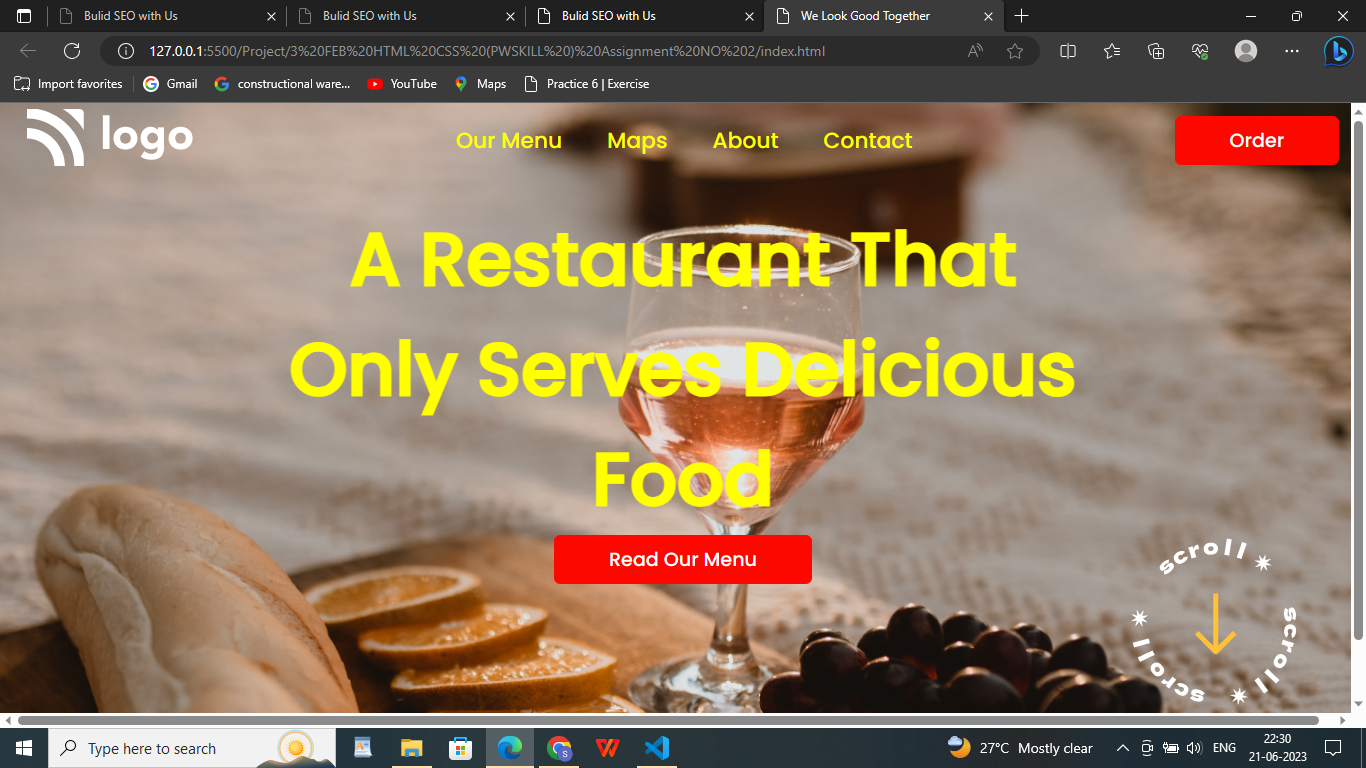 Bulid SEO with Us
Bulid SEO with Us
Bulid SEO with Us
We Look Good Together
127.0.0.1:5500/Project/3%20FEB%20HTML%20CSS%20(PWSKILL%20)%20Assignment%20NO%202/index.html
Import favorites
Gmail
constructional ware...
YouTube
Maps
Practice 6 | Exercise
logo
Our Menu
Maps
About
Contact
Order
A Restaurant That
Only Serves Delicious
Food
Read Our Menu
scroll
scroll
scroll
Type here to search
27°C Mostly clear
ENG
22:30
21-06-2023